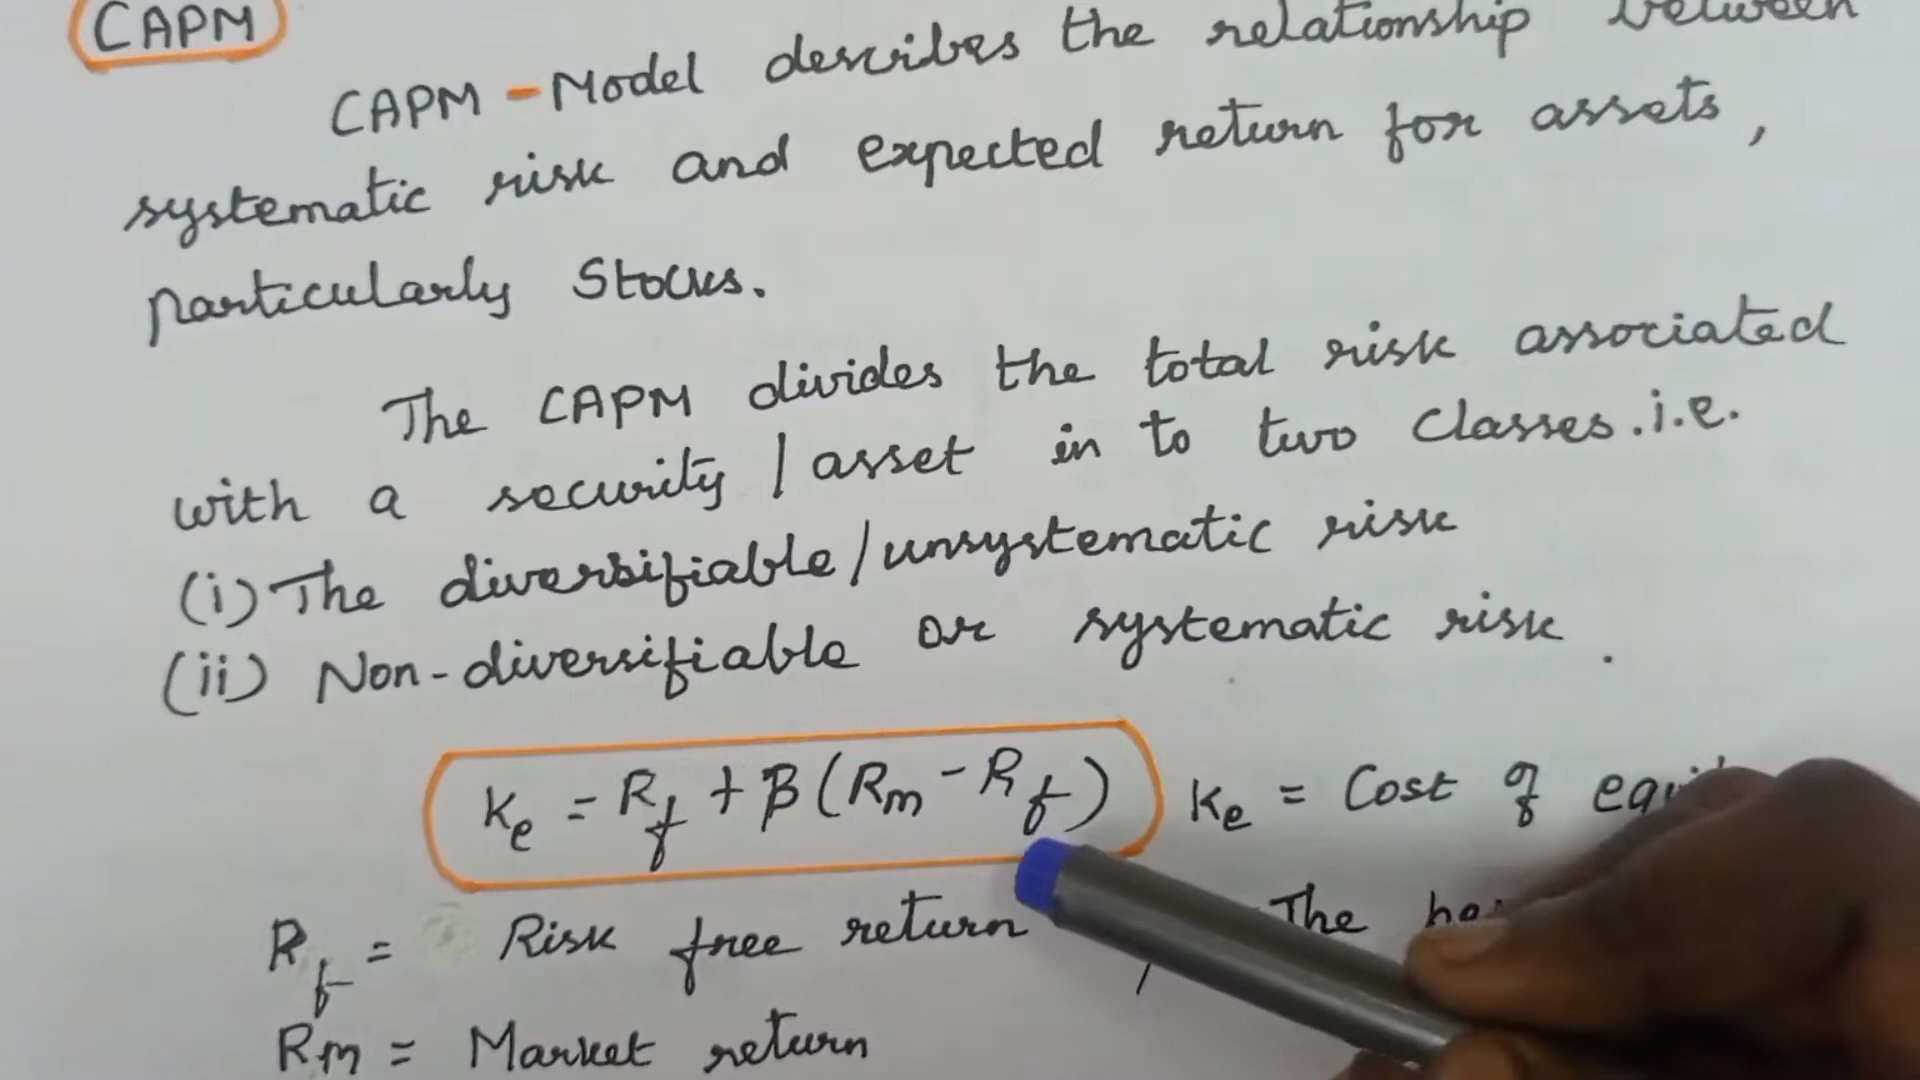 CAPM
CAPM - Model describes the relationship between
systematic risk and expected return for assets,
particularly Stocks.
The CAPM divides the total risk associated
with a security / asset in to two classes. i.e.
(i) The diversifiable / unsystematic risk
(ii) Non-diversifiable or systematic risk.
Ke = Rf + β (Rm - Rf) Ke = Cost of
Rf = Risk free return The
Rm = Market return